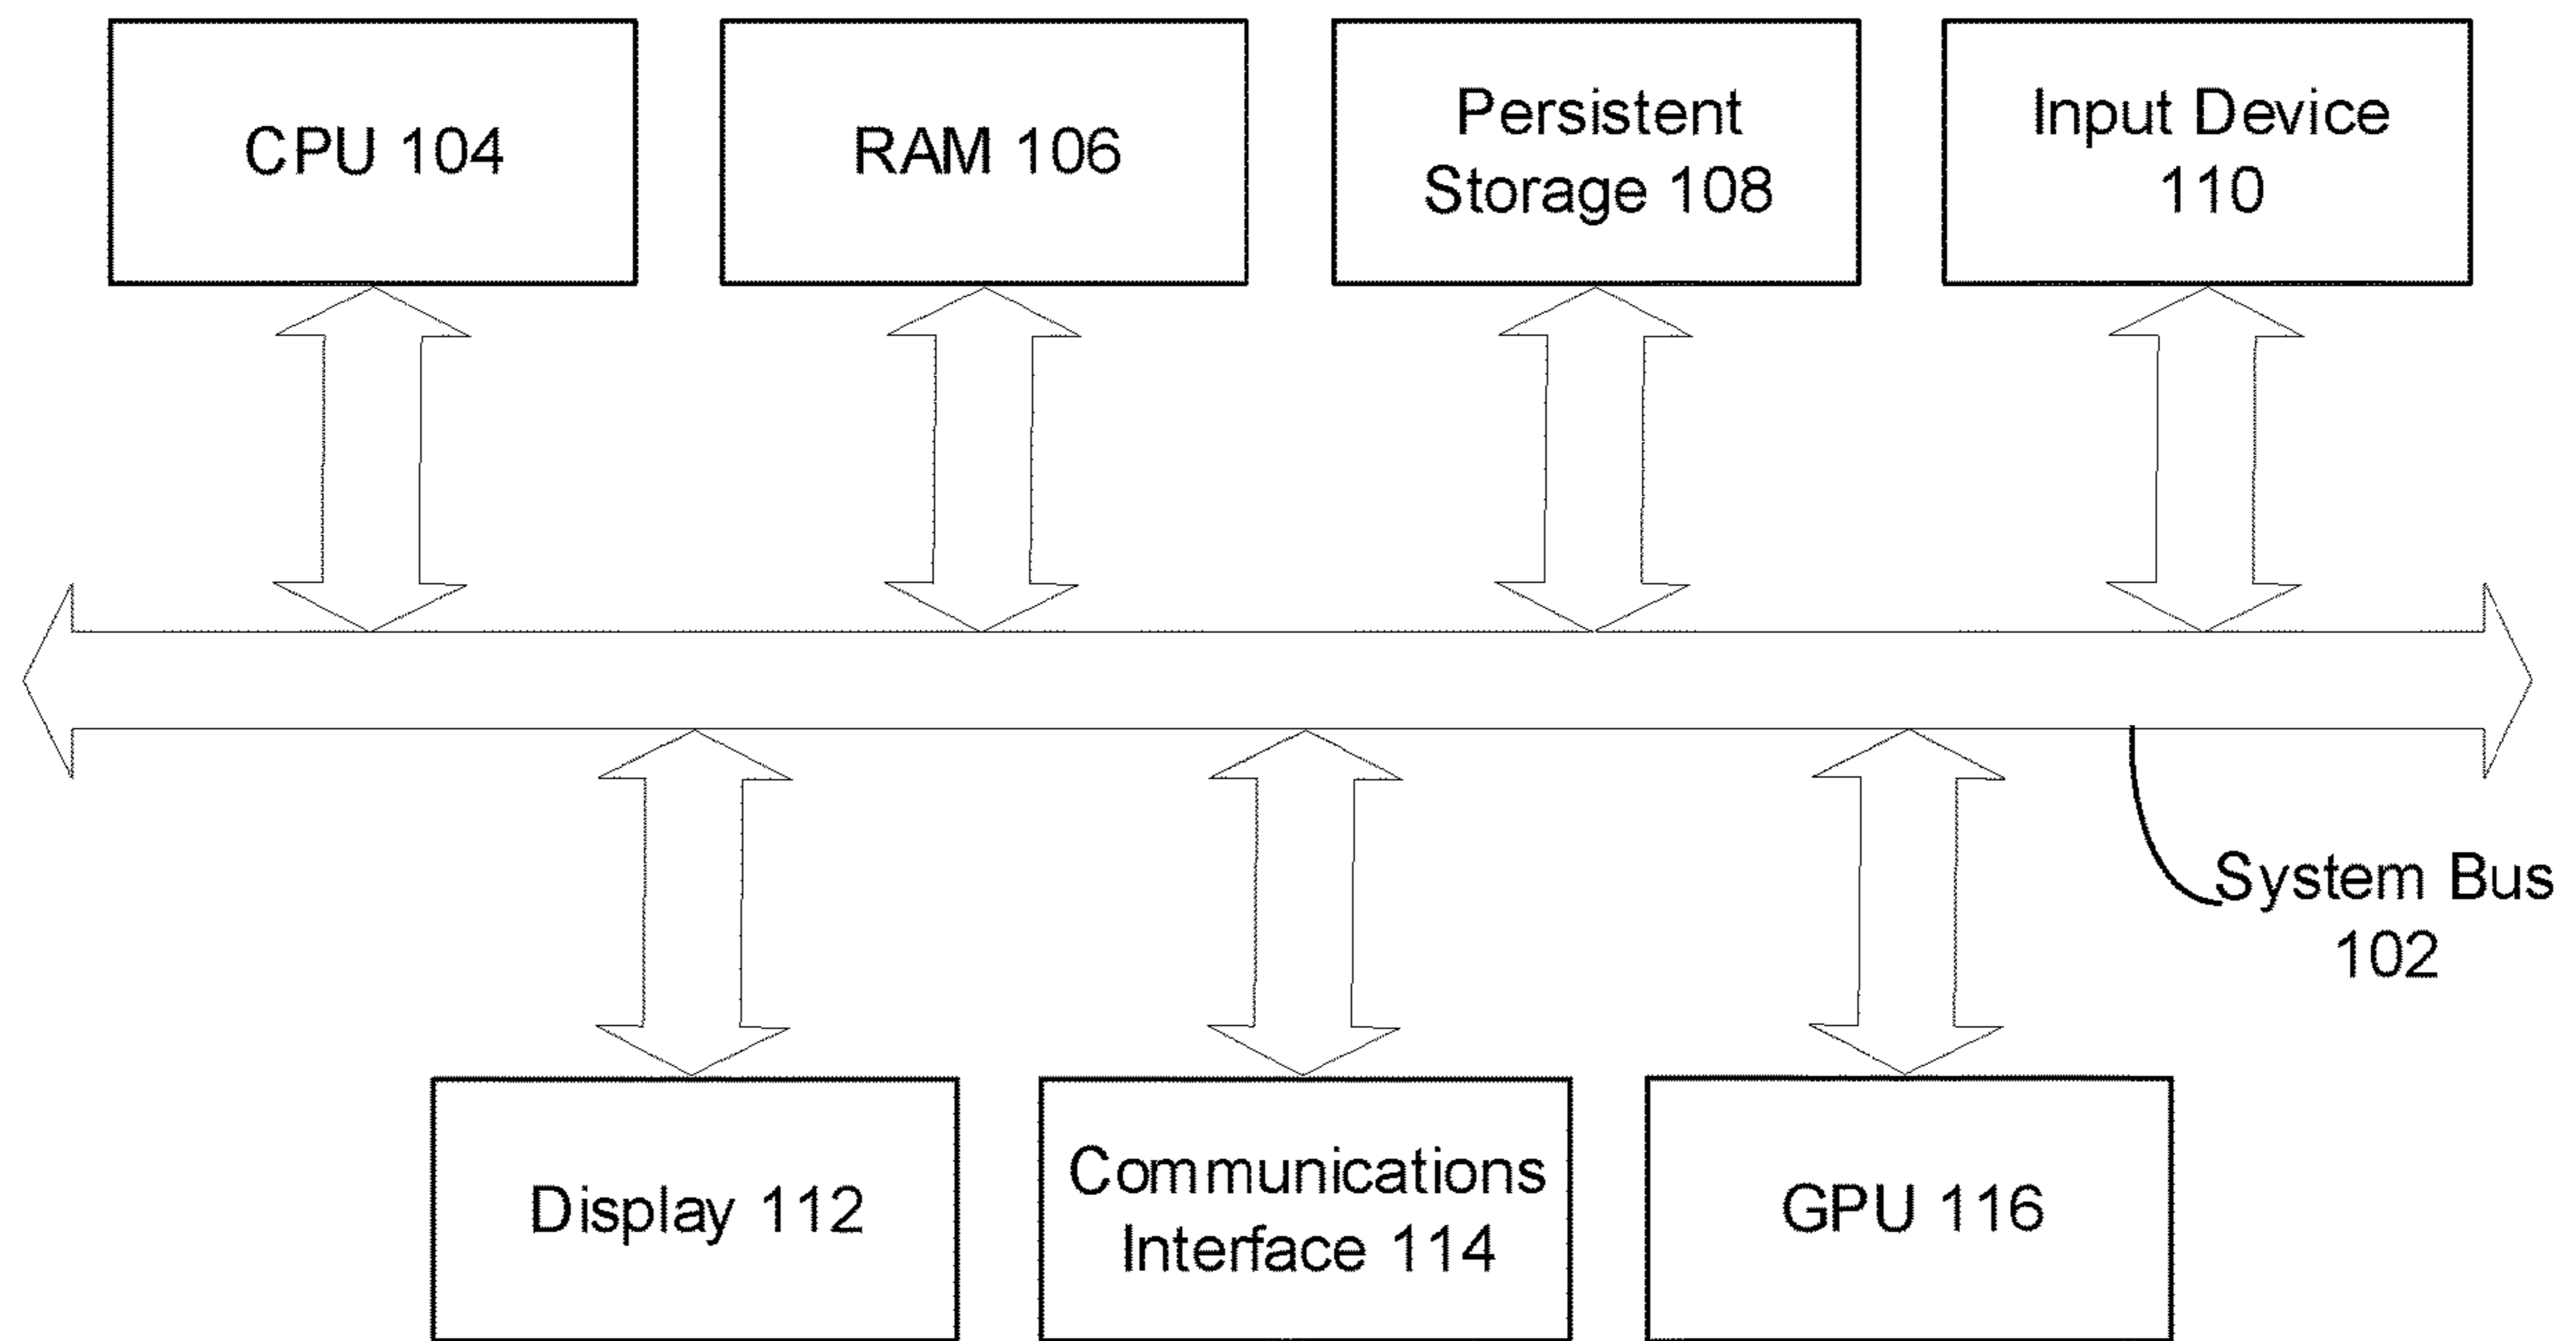 CPU 104
RAM 106
Persistent
Storage 108
Input Device
110
System Bus
102
Display 112
Communications
Interface 114
GPU 116